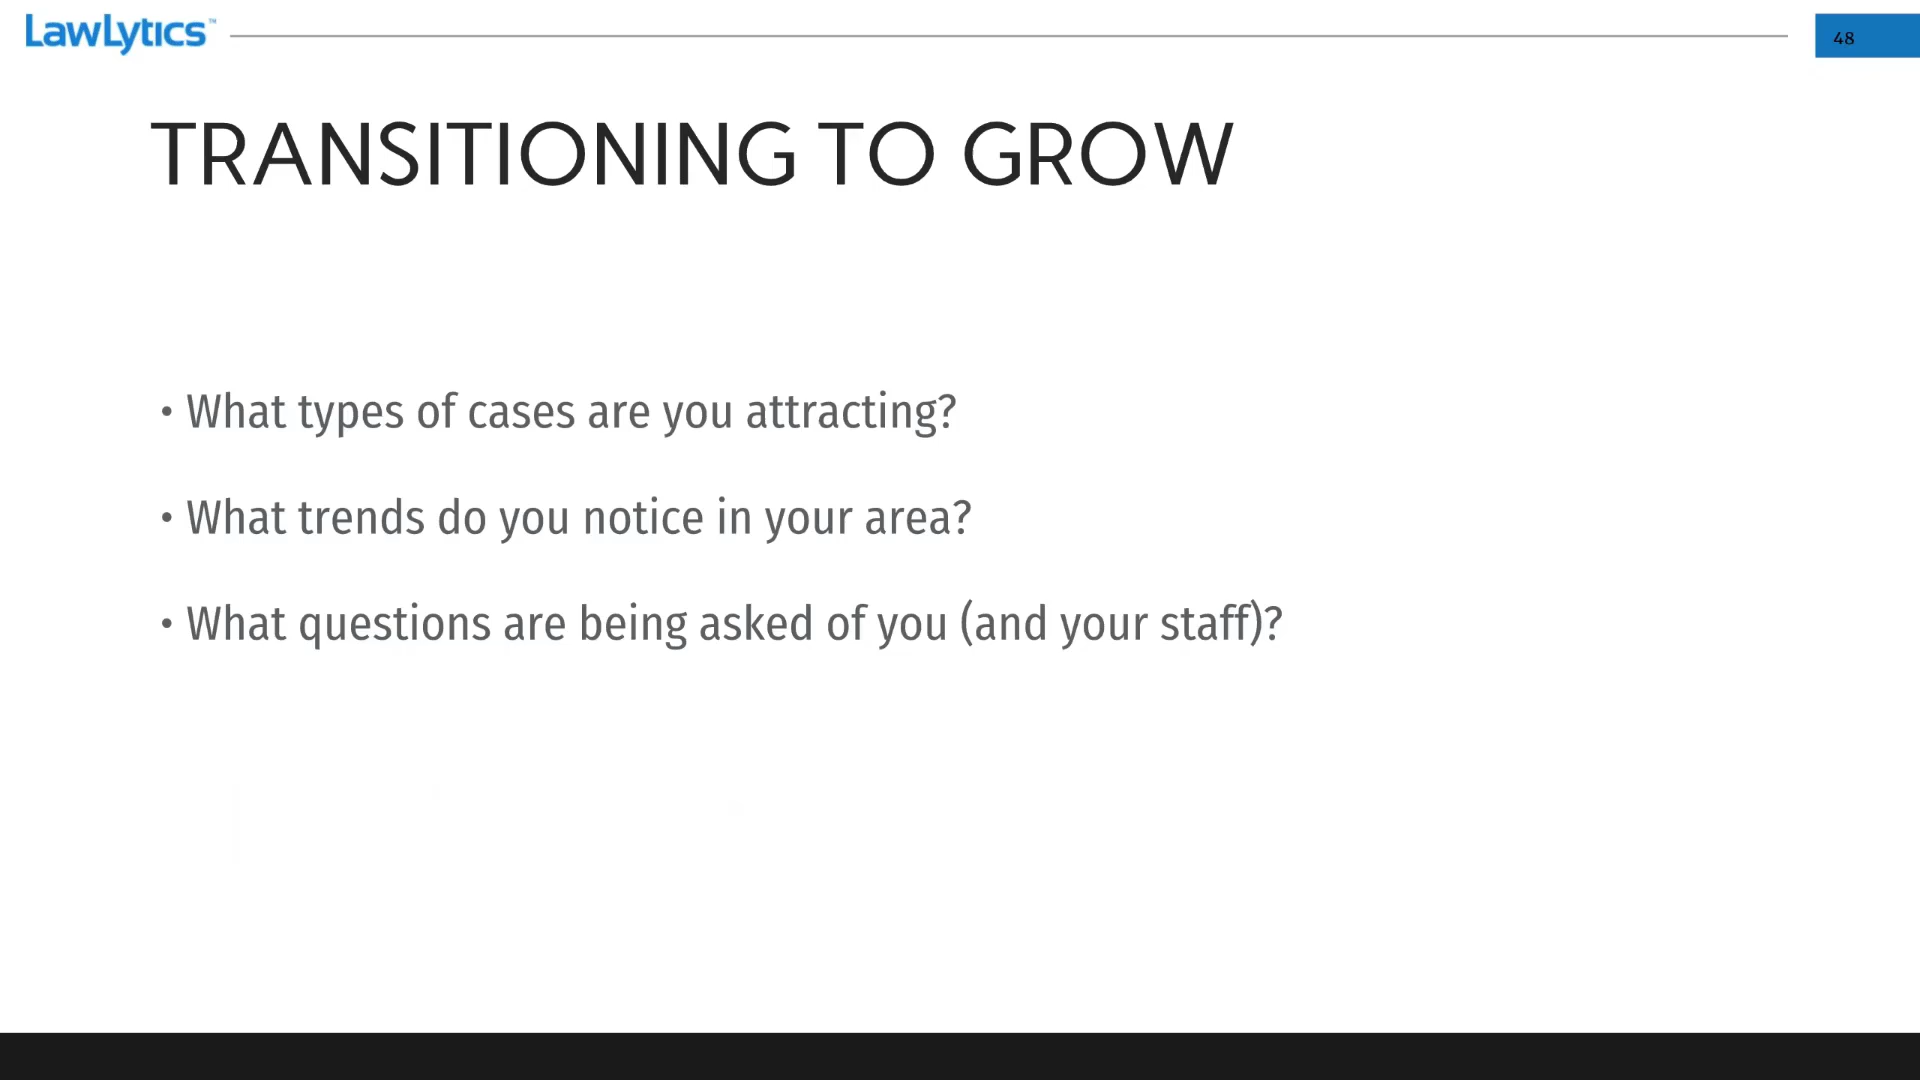 LawLytics™
48
TRANSITIONING TO GROW
• What types of cases are you attracting?
• What trends do you notice in your area?
• What questions are being asked of you (and your staff)?